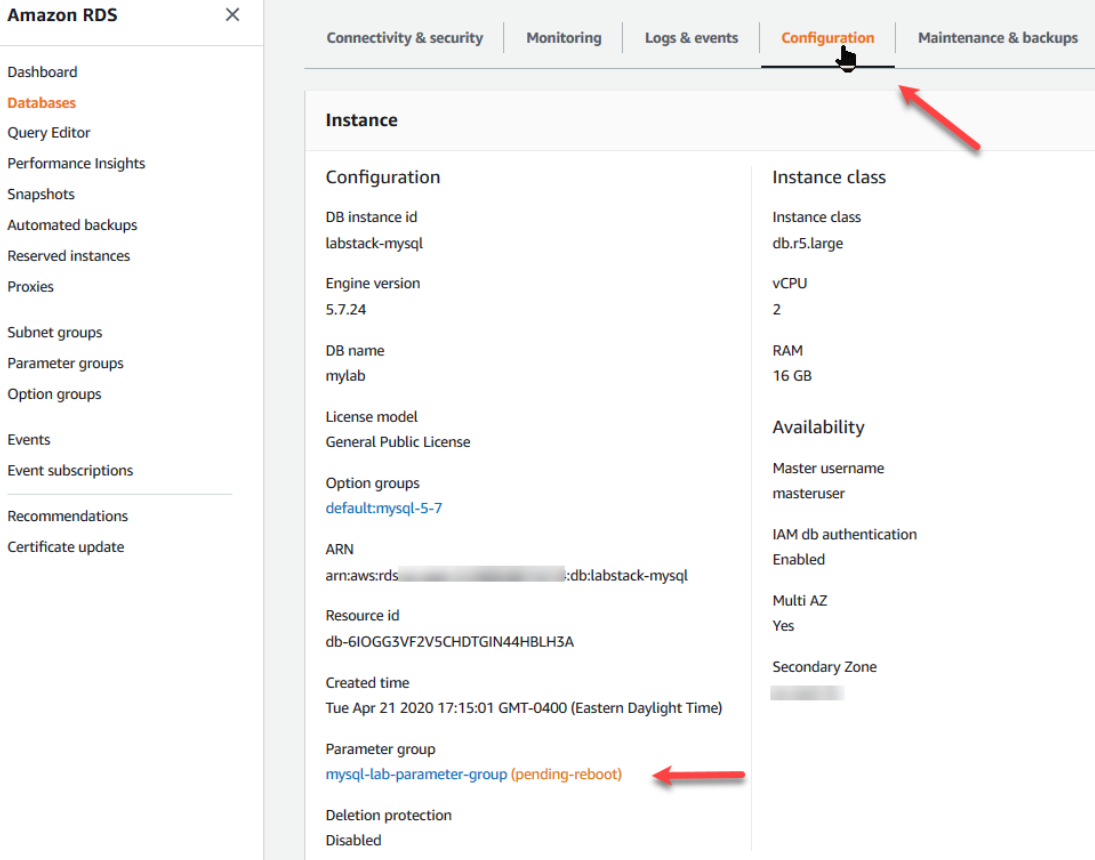 Amazon RDS
Dashboard
Databases
Query Editor
Performance Insights
Snapshots
Automated backups
Reserved instances
Proxies
Subnet groups
Parameter groups
Option groups
Events
Event subscriptions
Recommendations
Certificate update
Connectivity & security Monitoring Logs & events Configuration Maintenance & backups
Instance
Configuration
DB instance id
labstack-mysql
Engine version
5.7.24
DB name
mylab
License model
General Public License
Option groups
default:mysql-5-7
ARN
arn:aws:rds :db:labstack-mysql
Resource id
db-6IOGG3VF2V5CHDTGIN44HBLH3A
Created time
Tue Apr 21 2020 17:15:01 GMT-0400 (Eastern Daylight Time)
Parameter group
mysql-lab-parameter-group (pending-reboot)
Deletion protection
Disabled
Instance class
Instance class
db.r5.large
vCPU
2
RAM
16 GB
Availability
Master username
masteruser
IAM db authentication
Enabled
Multi AZ
Yes
Secondary Zone